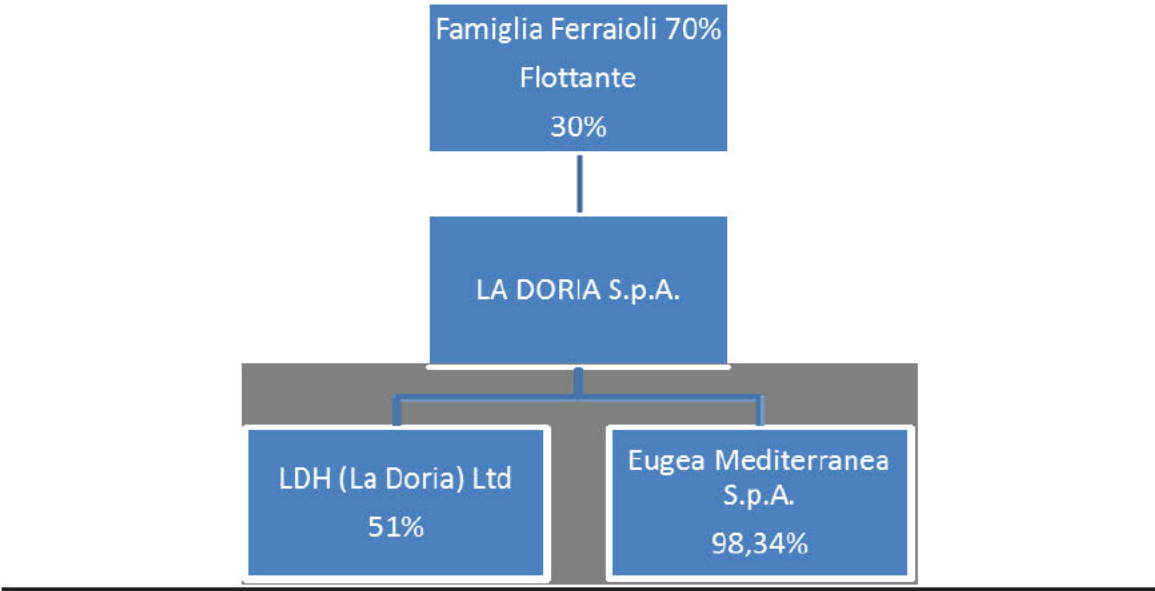 Famiglia Ferraioli 70%
Flottante
30%
LA DORIA S.p.A.
LDH (La Doria) Ltd
51%
Eugea Mediterranea
S.p.A.
98,34%